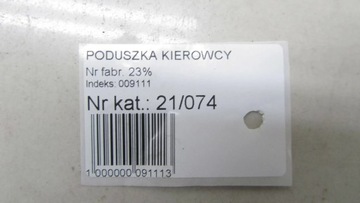 PODUSZKA KIEROWCY
Nr fabr. 23%
Indeks: 009111
Nr kat.: 21/074
1 000000 091113